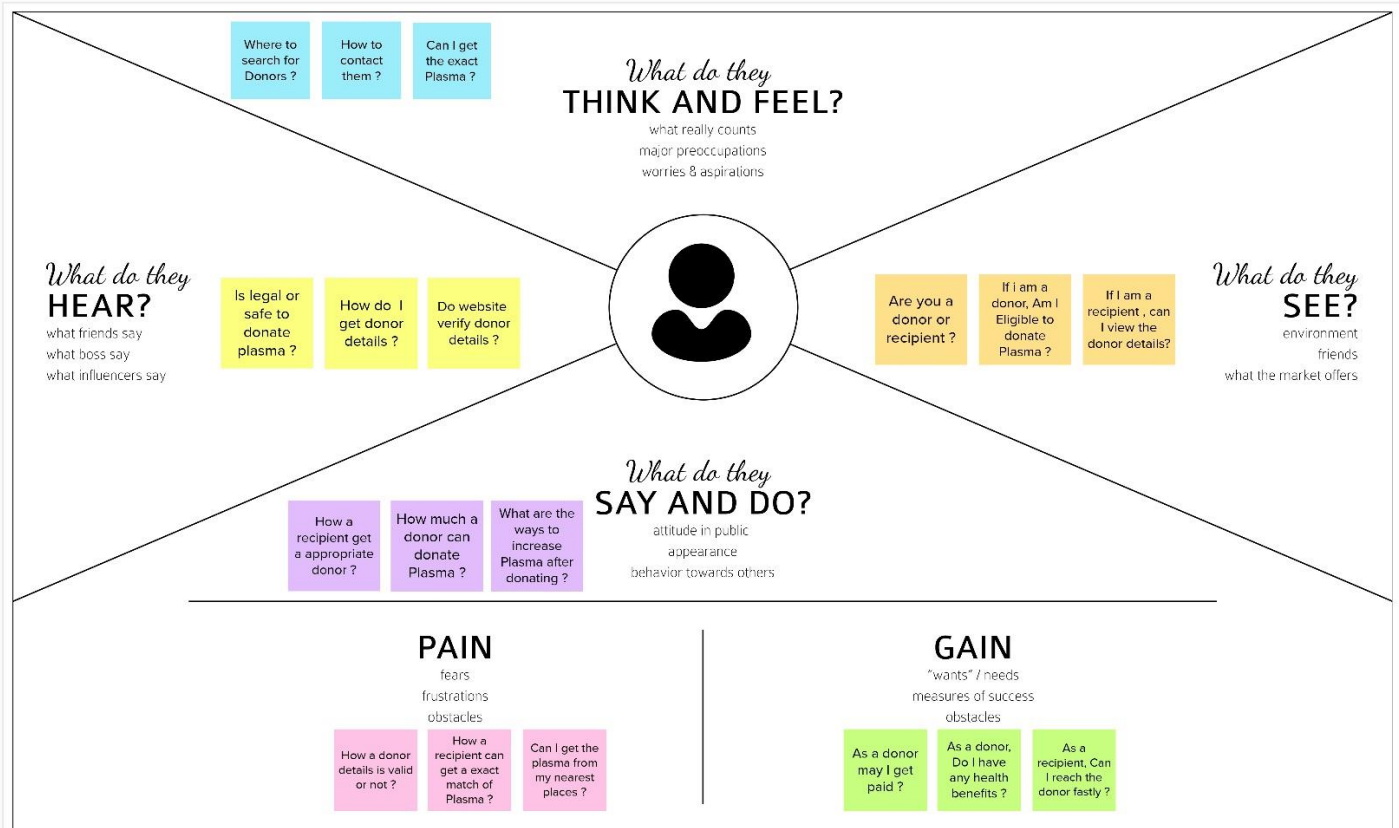 Where to
search for
Donors ?
How to
contact
them ?
Can I get
the exact
Plasma ?
What do they
THINK AND FEEL?
what really counts
major preoccupations
worries & aspirations
What do they
HEAR?
what friends say
what boss say
what influencers say
Is legal or
safe to
donate
plasma ?
How do I
get donor
details ?
Do website
verify donor
details ?
Are you a
donor or
recipient ?
If i am a
donor, Am I
Eligible to
donate
Plasma ?
If I am a
recipient , can
I view the
donor details?
What do they
SEE?
environment
friends
what the market offers
What do they
SAY AND DO?
attitude in public
appearance
behavior towards others
How a
recipient get
a appropriate
donor ?
How much a
donor can
donate
Plasma ?
What are the
ways to
increase
Plasma after
donating ?
PAIN
fears
frustrations
obstacles
How a donor
details is valid
or not ?
How a
recipient can
get a exact
match of
Plasma ?
Can I get the
plasma from
my nearest
places ?
GAIN
"wants" / needs
measures of success
obstacles
As a donor
may I get
paid ?
As a donor,
Do I have
any health
benefits ?
As a
recipient, Can
I reach the
donor fastly ?